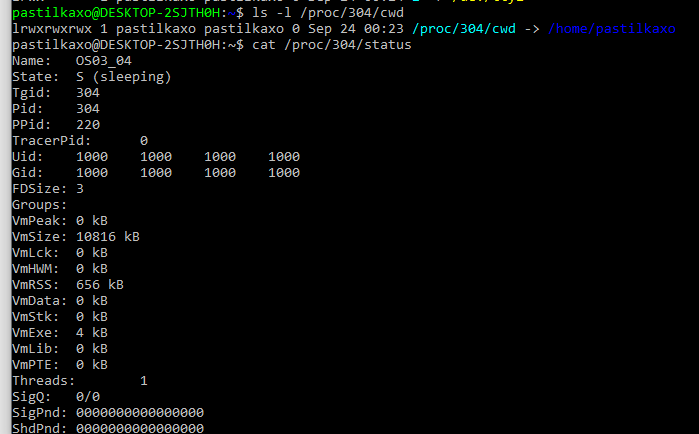 pastilkaxo@DESKTOP-2SJTH0H:~$ ls -l /proc/304/cwd
lrwxrwxrwx 1 pastilkaxo pastilkaxo 0 Sep 24 00:23 /proc/304/cwd -> /home/pastilkaxo
pastilkaxo@DESKTOP-2SJTH0H:~$ cat /proc/304/status
Name:   OS03_04
State:  S (sleeping)
Tgid:   304
Pid:    304
PPid:   220
TracerPid:      0
Uid:    1000    1000    1000    1000
Gid:    1000    1000    1000    1000
FDSize: 3
Groups:
VmPeak: 0 kB
VmSize: 10816 kB
VmLck:  0 kB
VmHWM:  0 kB
VmRSS:  656 kB
VmData: 0 kB
VmStk:  0 kB
VmExe:  4 kB
VmLib:  0 kB
VmPTE:  0 kB
Threads:        1
SigQ:   0/0
SigPnd: 0000000000000000
ShdPnd: 0000000000000000